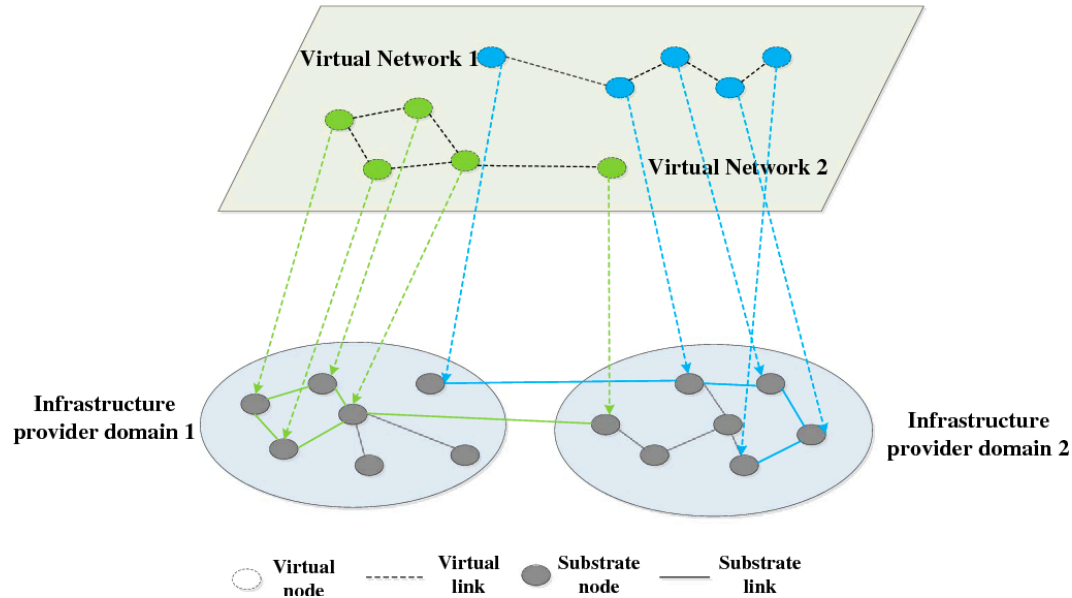 Virtual Network 1
Virtual Network 2
Infrastructure
provider domain 1
Infrastructure
provider domain 2
Virtual
node
Virtual
link
Substrate
node
Substrate
link